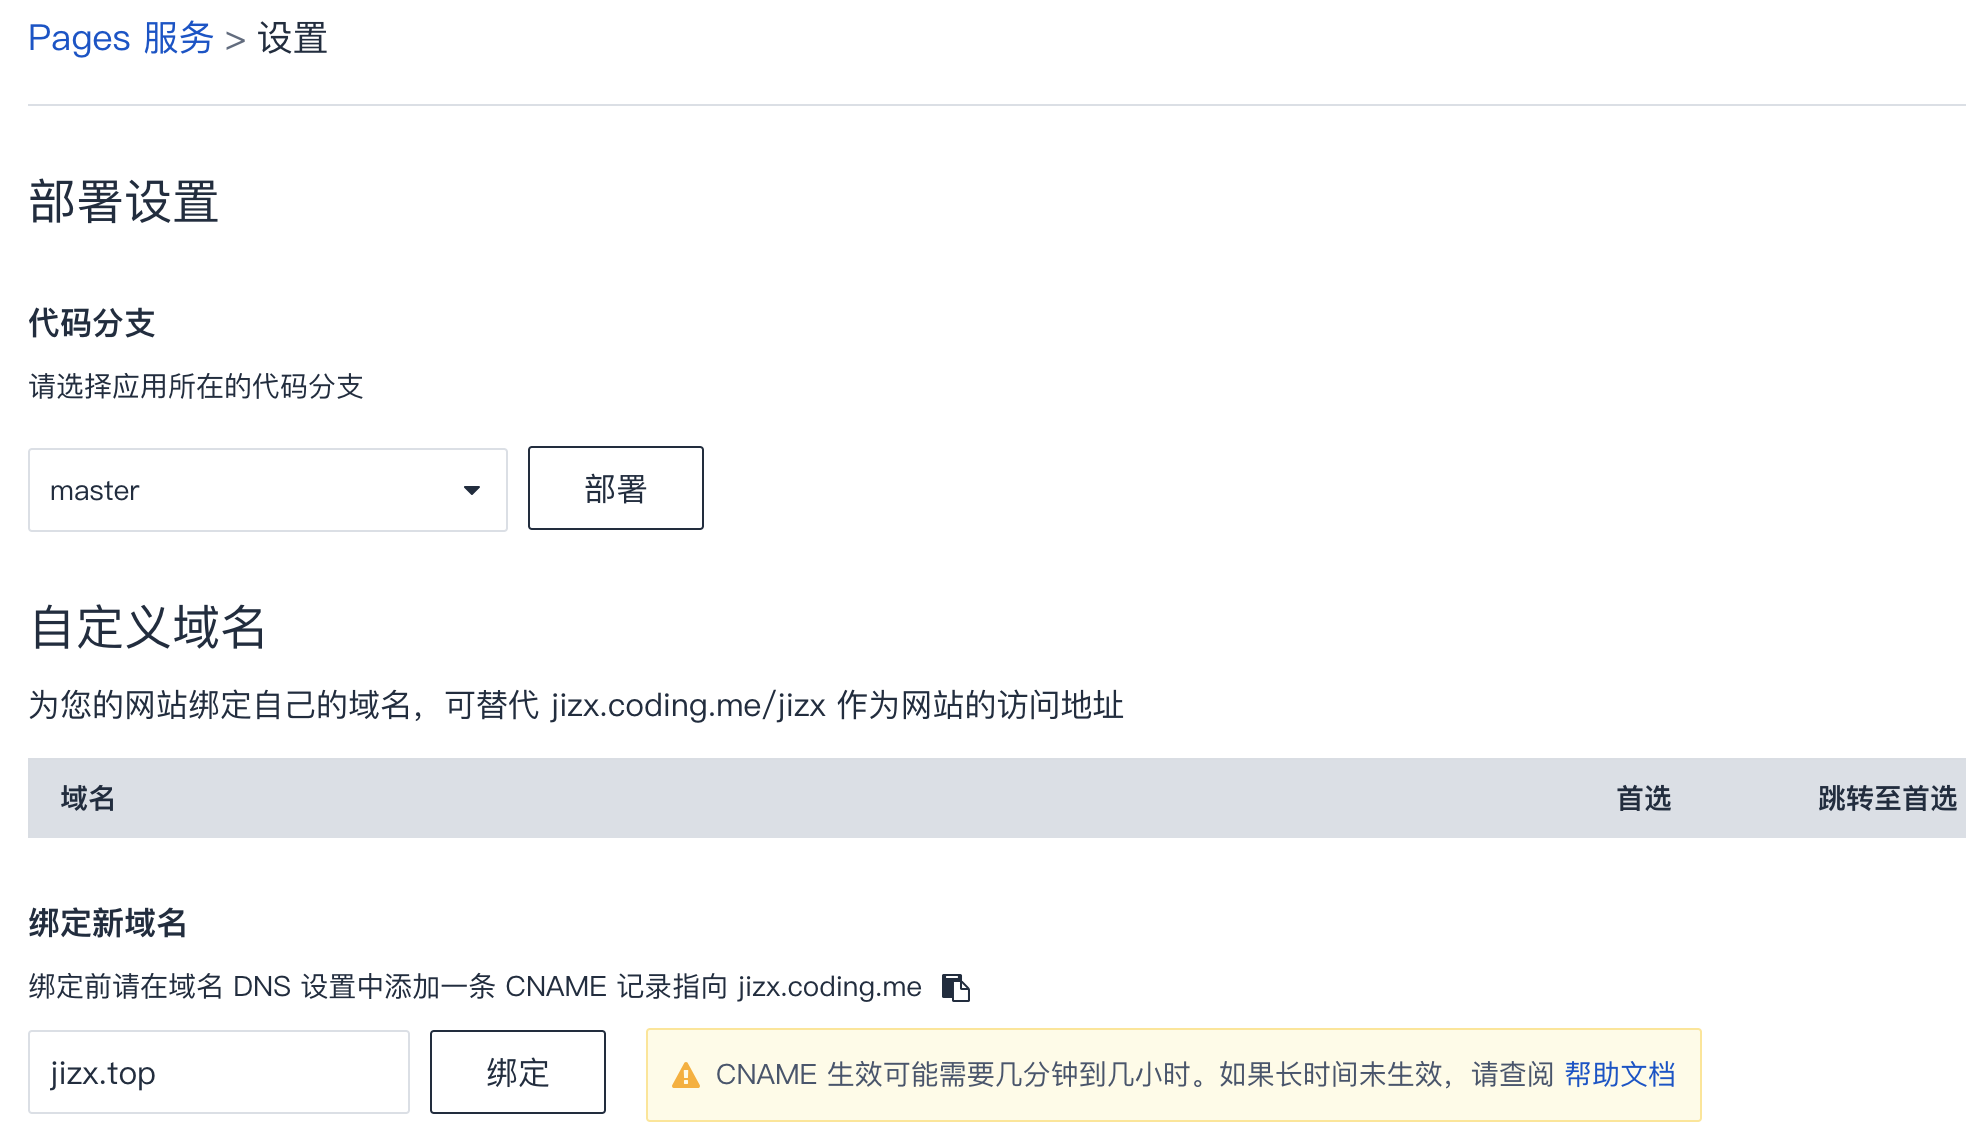 Pages 服务 > 设置
部署设置
代码分支
请选择应用所在的代码分支
master 部署
自定义域名
为您的网站绑定自己的域名，可替代 jizx.coding.me/jizx 作为网站的访问地址
域名 首选 跳转至首选
绑定新域名
绑定前请在域名 DNS 设置中添加一条 CNAME 记录指向 jizx.coding.me
jizx.top 绑定 CNAME 生效可能需要几分钟到几小时。如果长时间未生效，请查阅 帮助文档